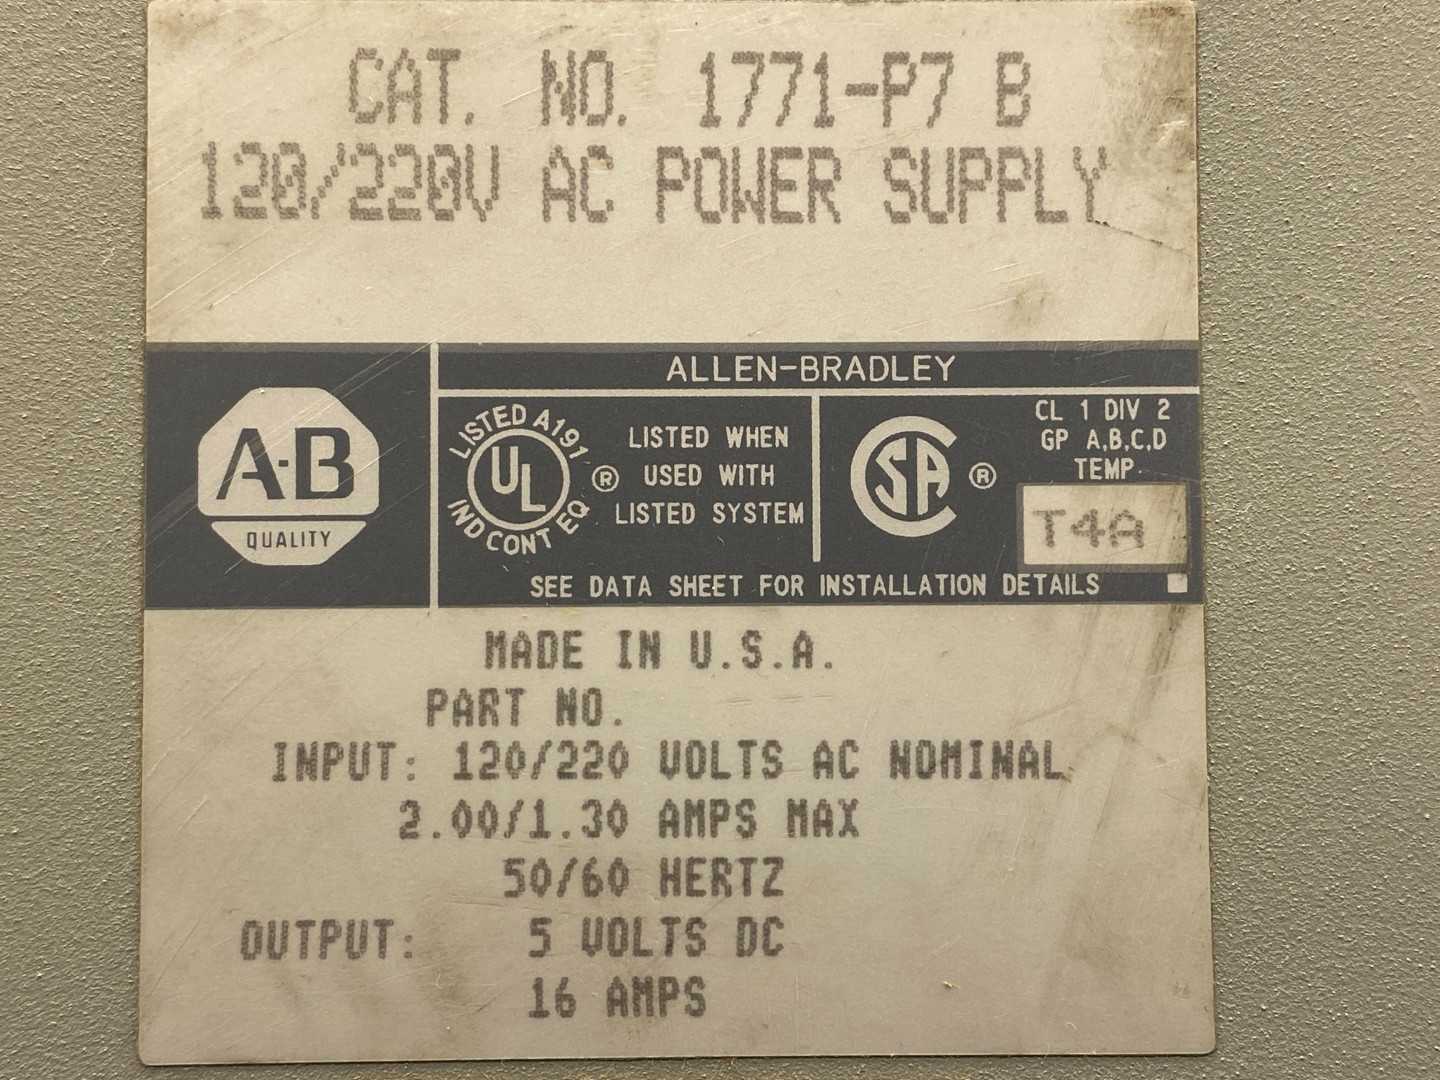 CAT. NO. 1771-P7 B
120/220V AC POWER SUPPLY
ALLEN-BRADLEY
A-B
QUALITY
LISTED A191
UL
IND CONT EQ
®
LISTED WHEN
USED WITH
LISTED SYSTEM
CSA
®
CL 1 DIV 2
GP A,B,C,D
TEMP
T4A
SEE DATA SHEET FOR INSTALLATION DETAILS
MADE IN U.S.A.
PART NO.
INPUT: 120/220 VOLTS AC NOMINAL
2.00/1.30 AMPS MAX
50/60 HERTZ
OUTPUT: 5 VOLTS DC
16 AMPS